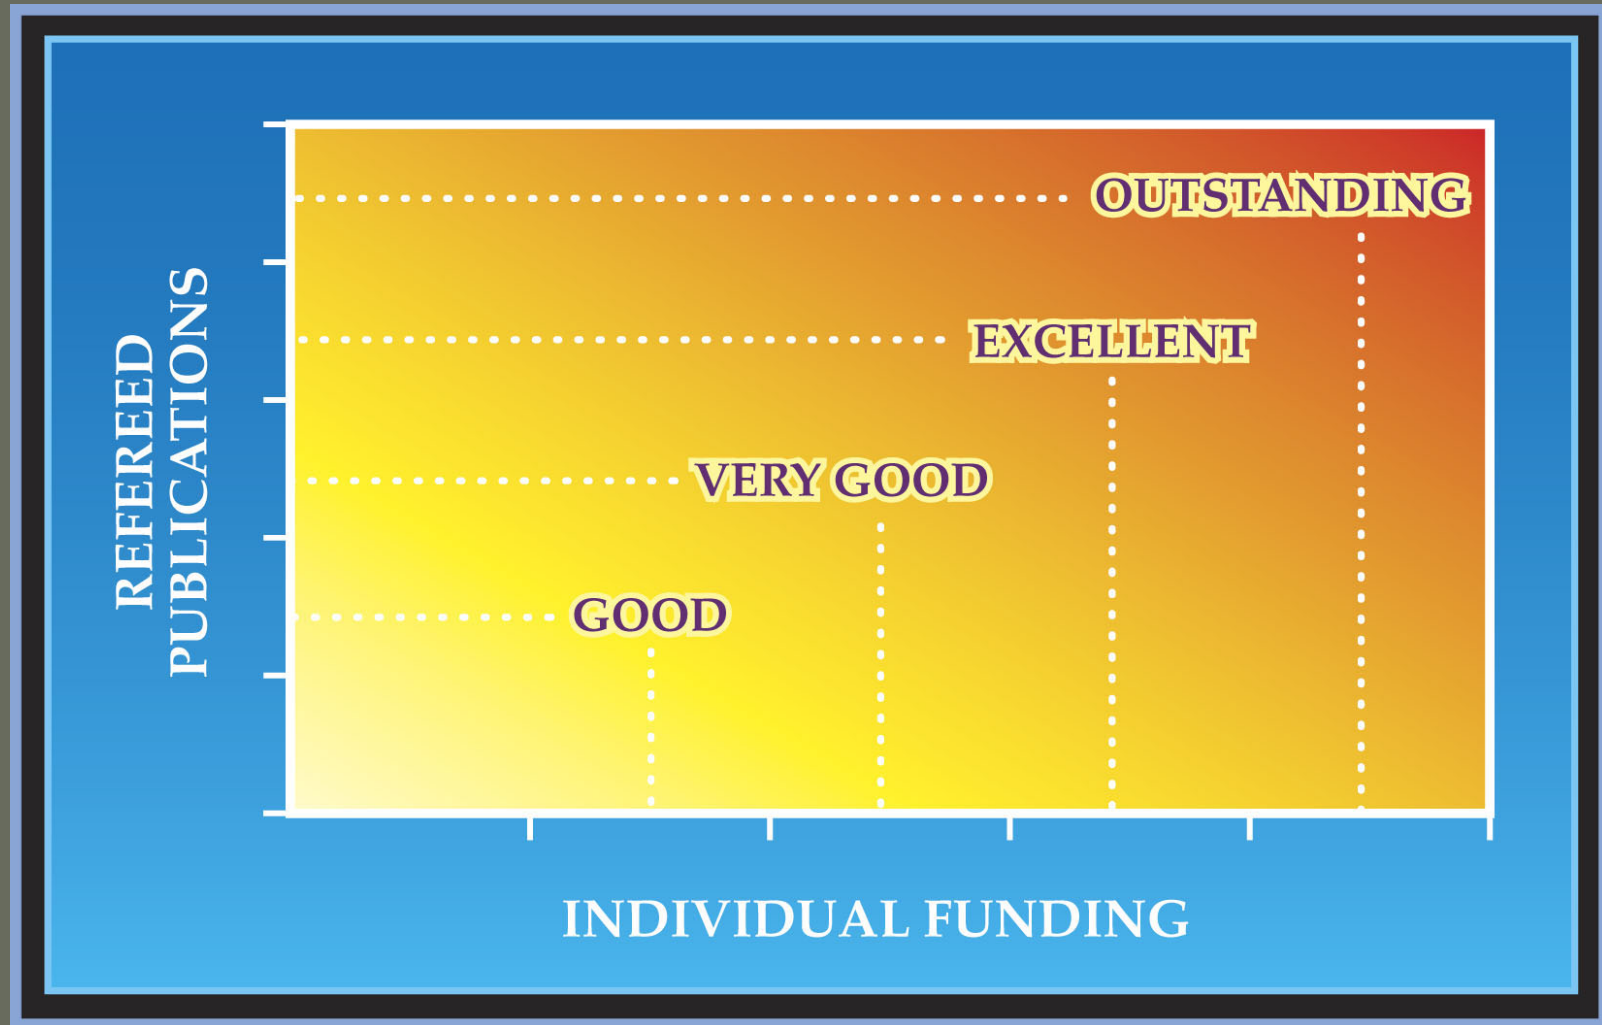 REFEREED
PUBLICATIONS
OUTSTANDING
EXCELLENT
VERY GOOD
GOOD
INDIVIDUAL FUNDING